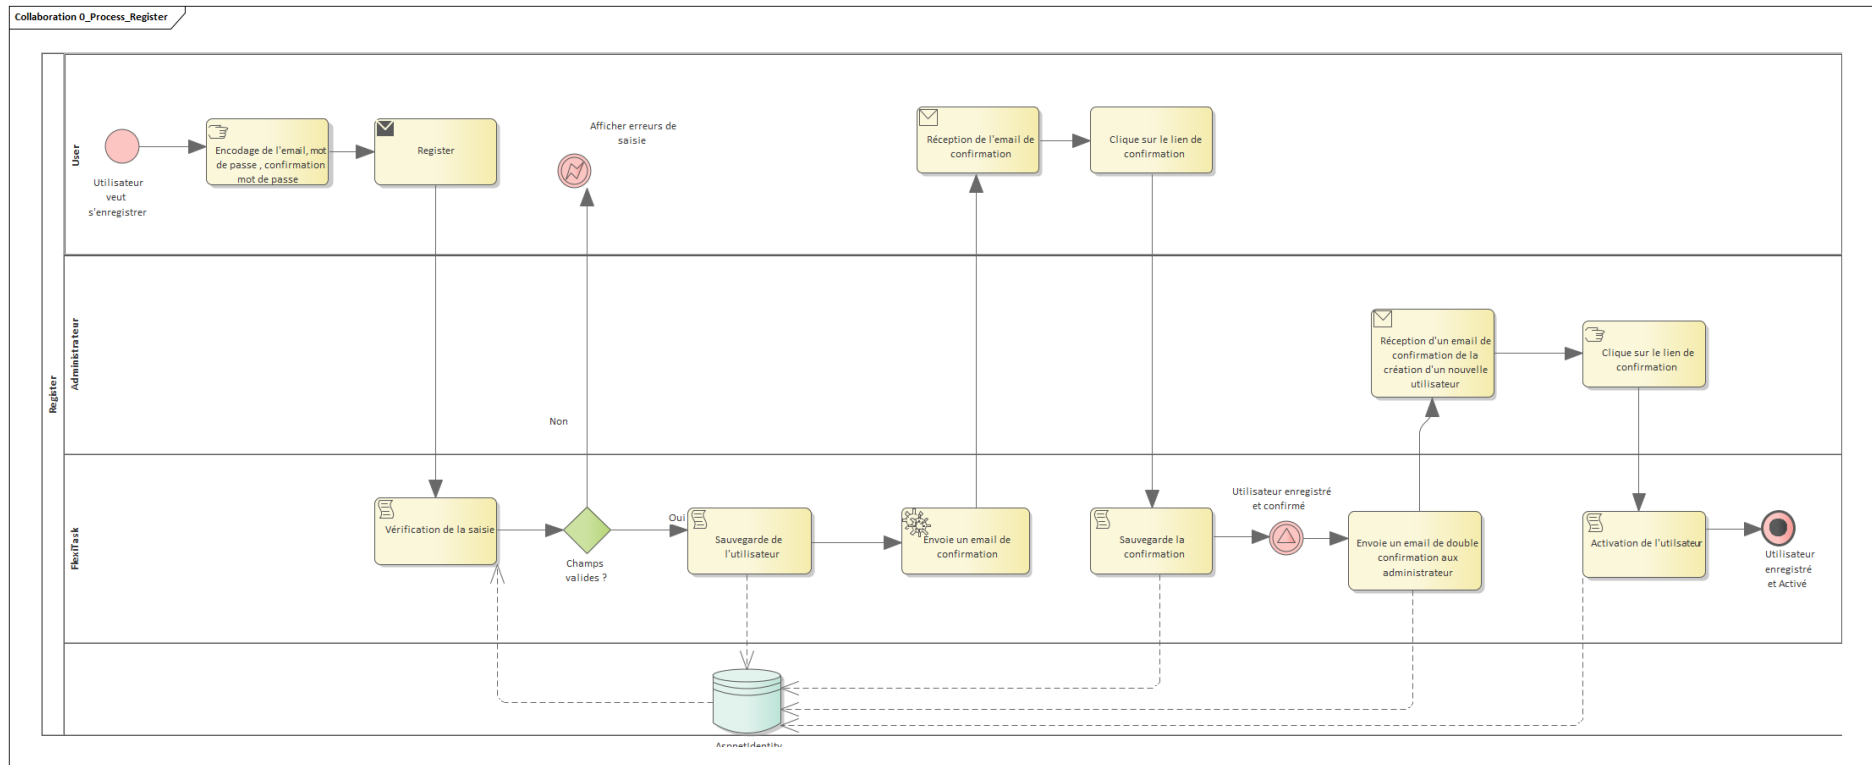 Collaboration 0_Process_Register
Register
User
Utilisateur
veut
s'enregistrer
Encodage de l'email, mot
de passe , confirmation
mot de passe
Register
Afficher erreurs de
saisie
Réception de l'email de
confirmation
Clique sur le lien de
confirmation
Administrateur
Non
Réception d'un email de
confirmation de la
création d'un nouvelle
utilisateur
Clique sur le lien de
confirmation
FlexiTask
Vérification de la saisie
Champs
valides ?
Oui
Sauvegarde de
l'utilisateur
Envoie un email de
confirmation
Sauvegarde la
confirmation
Utilisateur enregistré
et confirmé
Envoie un email de double
confirmation aux
administrateur
Activation de l'utilsateur
Utilisateur
enregistré
et Activé
AspnetIdentity